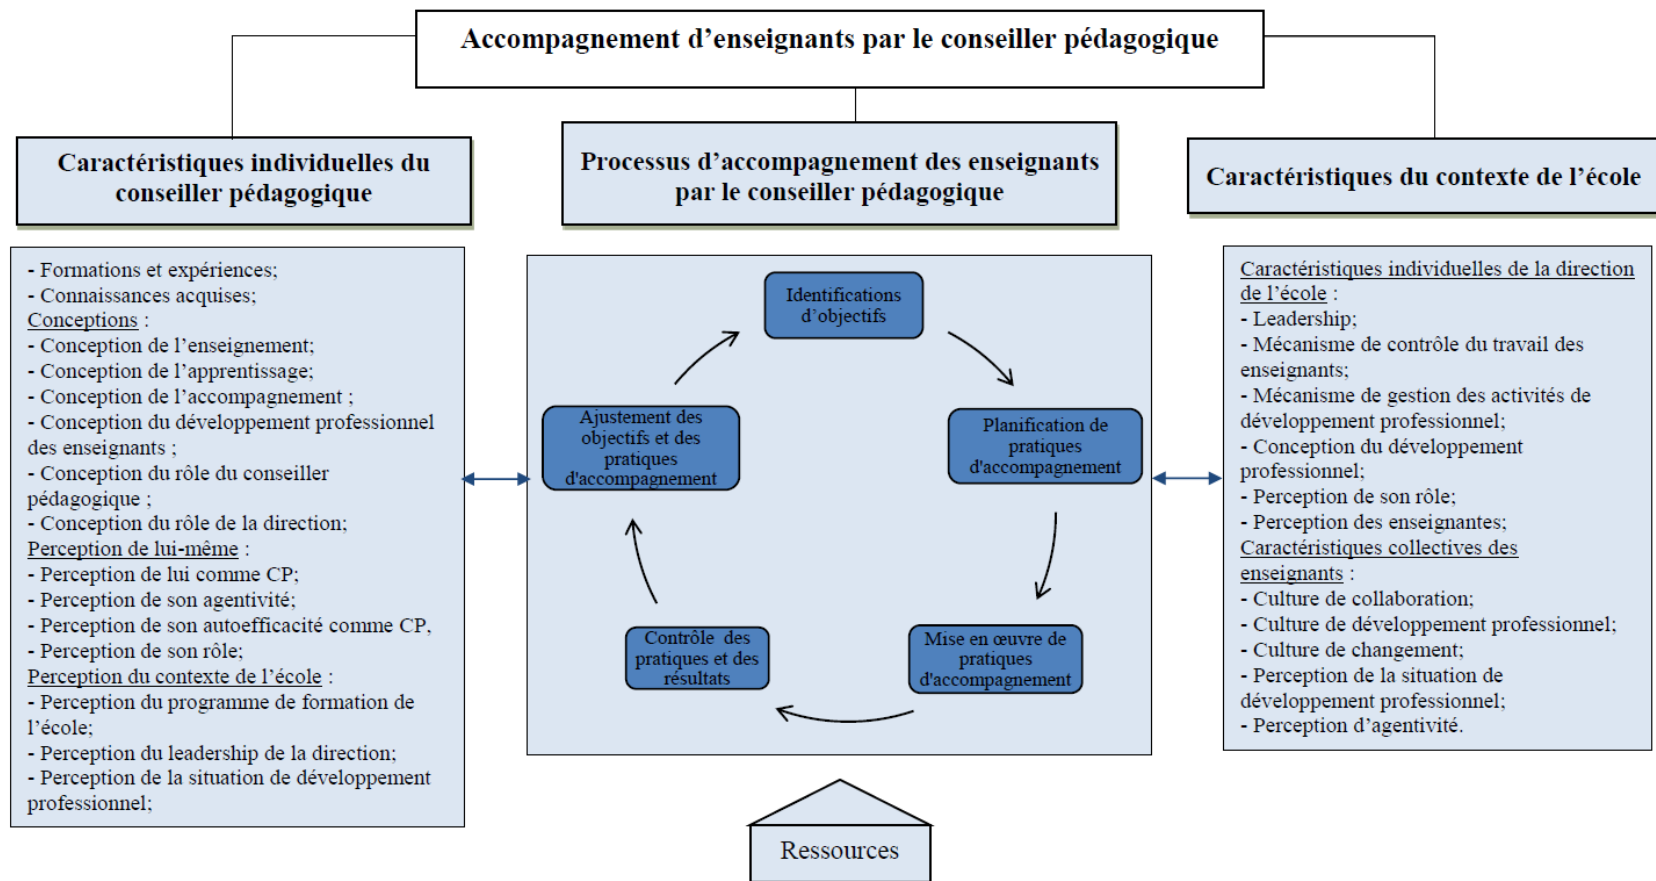 Accompagnement d’enseignants par le conseiller pédagogique
Caractéristiques individuelles du
conseiller pédagogique
Processus d’accompagnement des enseignants
par le conseiller pédagogique
Caractéristiques du contexte de l’école
- Formations et expériences;
- Connaissances acquises;
Conceptions :
- Conception de l’enseignement;
- Conception de l’apprentissage;
- Conception de l’accompagnement ;
- Conception du développement professionnel
des enseignants ;
- Conception du rôle du conseiller
pédagogique ;
- Conception du rôle de la direction;
Perception de lui-même :
- Perception de lui comme CP;
- Perception de son agentivité;
- Perception de son autoefficacité comme CP,
- Perception de son rôle;
Perception du contexte de l’école :
- Perception du programme de formation de
l’école;
- Perception du leadership de la direction;
- Perception de la situation de développement
professionnel;
Identifications
d’objectifs
Planification de
pratiques
d'accompagnement
Mise en œuvre de
pratiques
d'accompagnement
Contrôle des
pratiques et des
résultats
Ajustement des
objectifs et des
pratiques
d'accompagnement
Caractéristiques individuelles de la direction
de l’école :
- Leadership;
- Mécanisme de contrôle du travail des
enseignants;
- Mécanisme de gestion des activités de
développement professionnel;
- Conception du développement
professionnel;
- Perception de son rôle;
- Perception des enseignantes;
Caractéristiques collectives des
enseignants :
- Culture de collaboration;
- Culture de développement professionnel;
- Culture de changement;
- Perception de la situation de
développement professionnel;
- Perception d’agentivité.
Ressources